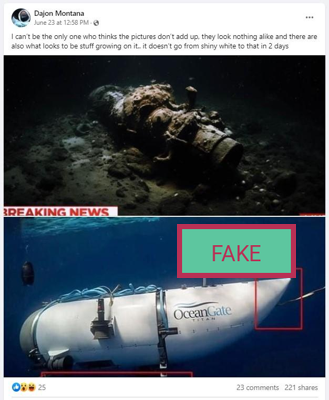 Dajon Montana
June 23 at 12:58 PM
I can't be the only one who thinks the pictures don't add up, they look nothing alike and there are
also what looks to be stuff growing on it.. it doesn't go from shiny white to that in 2 days
BREAKING NEWS
FAKE
OceanGate
TITAN
25
23 comments 221 shares